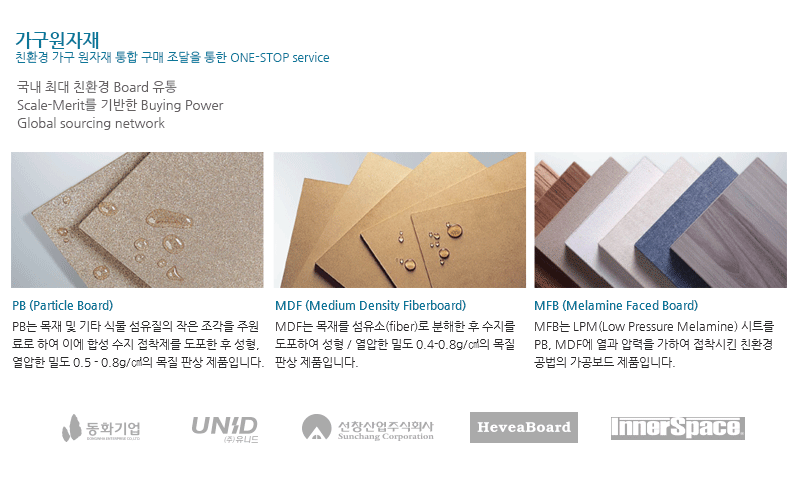 가구원자재
친환경 가구 원자재 통합 구매 조달을 통한 ONE-STOP service
국내 최대 친환경 Board 유통
Scale-Merit를 기반한 Buying Power
Global sourcing network
PB (Particle Board)
PB는 목재 및 기타 식물 섬유질의 작은 조각을 주원
료로 하여 이에 합성 수지 접착제를 도포한 후 성형,
열압한 밀도 0.5 - 0.8g/㎤의 목질 판상 제품입니다.
MDF (Medium Density Fiberboard)
MDF는 목재를 섬유소(fiber)로 분해한 후 수지를
도포하여 성형 / 열압한 밀도 0.4-0.8g/㎤의 목질
판상 제품입니다.
MFB (Melamine Faced Board)
MFB는 LPM(Low Pressure Melamine) 시트를
PB, MDF에 열과 압력을 가하여 접착시킨 친환경
공법의 가공보드 제품입니다.
동화기업
DONGWHA ENTERPRISE CO.,LTD
UNID
(주)유니드
선창산업주식회사
Sunchang Corporation
HeveaBoard
InnerSpace